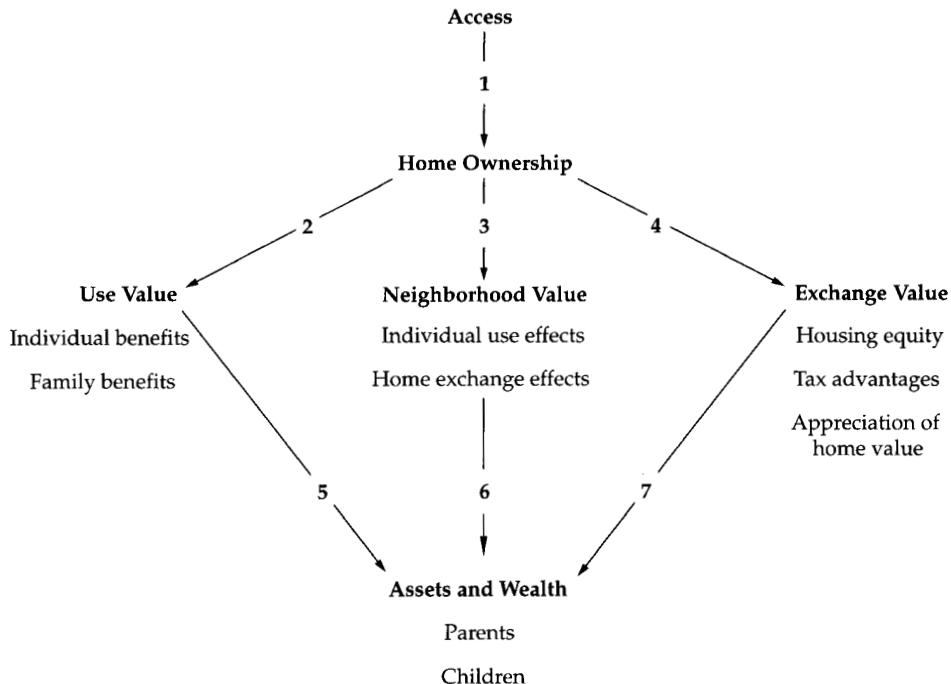 Access
1
Home Ownership
2
3
4
Use Value
Neighborhood Value
Exchange Value
Individual benefits
Individual use effects
Housing equity
Family benefits
Home exchange effects
Tax advantages
Appreciation of
home value
5
6
7
Assets and Wealth
Parents
Children